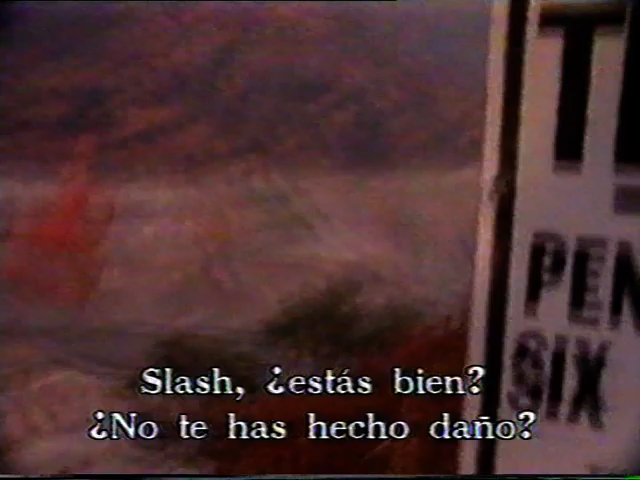 T
PEN
SIX
Slash, ¿estás bien?
¿No te has hecho daño?